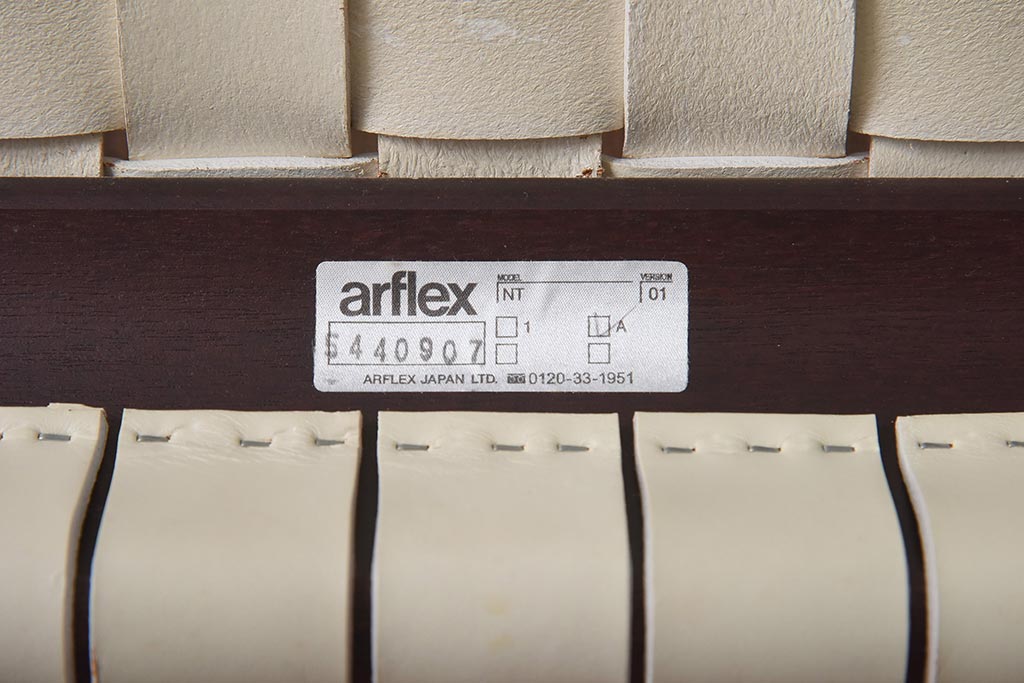 arflex
MODEL
NT
VERSION
01
1
A
5440907
ARFLEX JAPAN LTD. 0120-33-1951